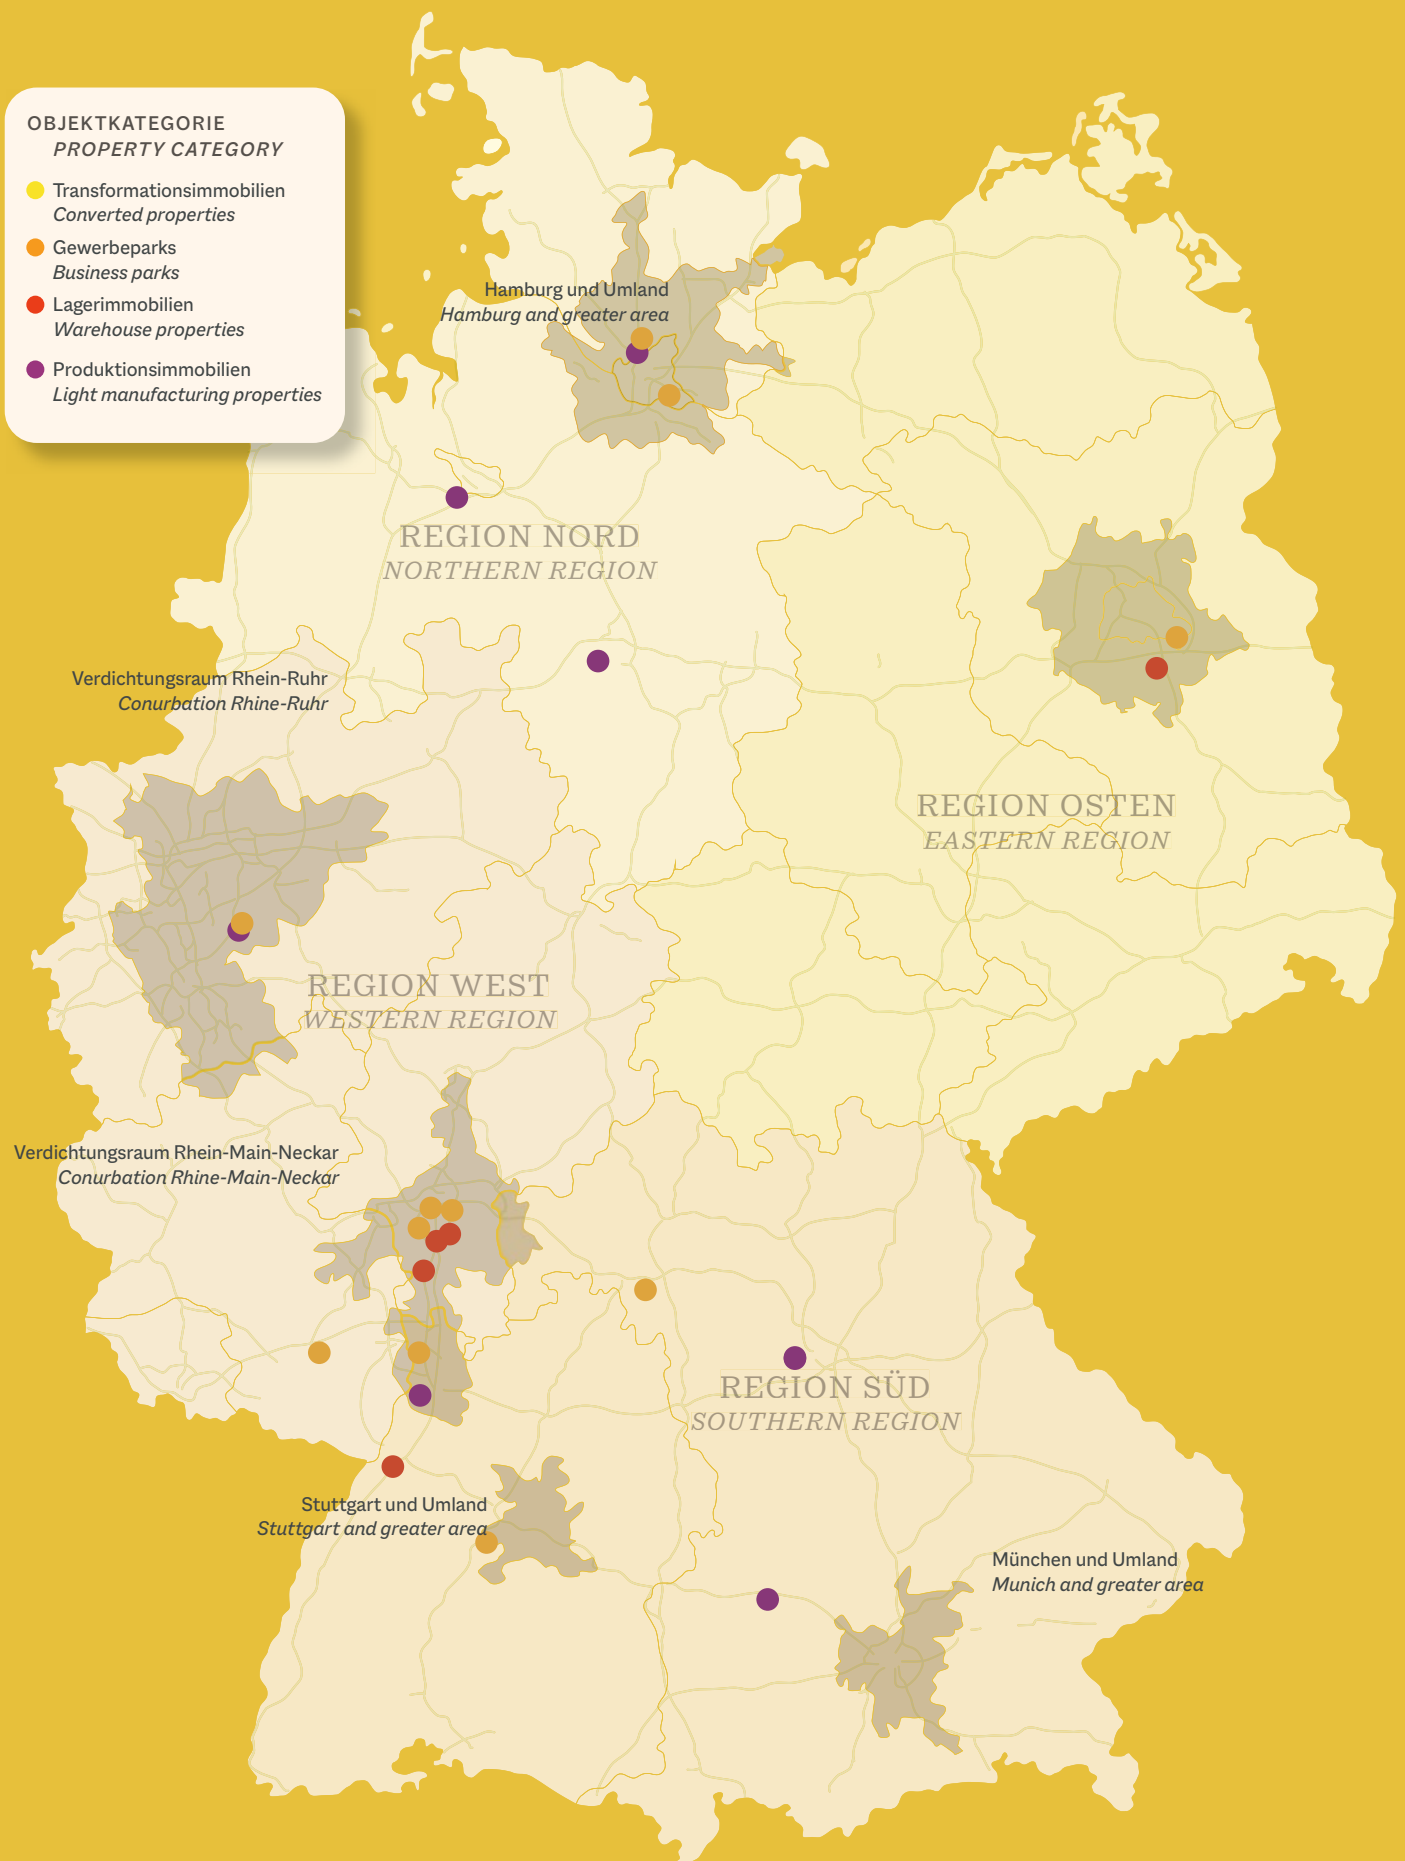 OBJEKTKATEGORIE
PROPERTY CATEGORY
Transformationsimmobilien
Converted properties
Gewerbeparks
Business parks
Lagerimmobilien
Warehouse properties
Produktionsimmobilien
Light manufacturing properties
Hamburg und Umland
Hamburg and greater area
REGION NORD
NORTHERN REGION
Verdichtungsraum Rhein-Ruhr
Conurbation Rhine-Ruhr
REGION OSTEN
EASTERN REGION
REGION WEST
WESTERN REGION
Verdichtungsraum Rhein-Main-Neckar
Conurbation Rhine-Main-Neckar
REGION SÜD
SOUTHERN REGION
Stuttgart und Umland
Stuttgart and greater area
München und Umland
Munich and greater area